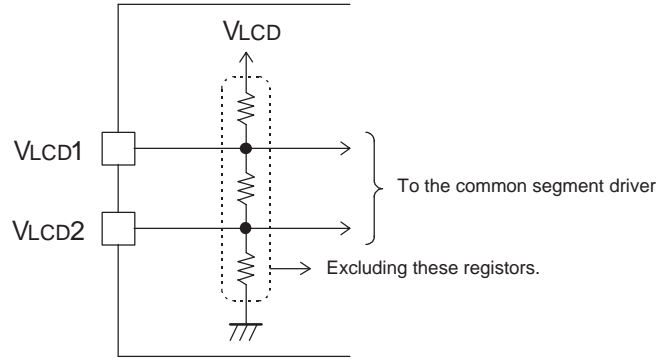 VLCD
VLCD1
To the common segment driver
VLCD2
Excluding these registors.